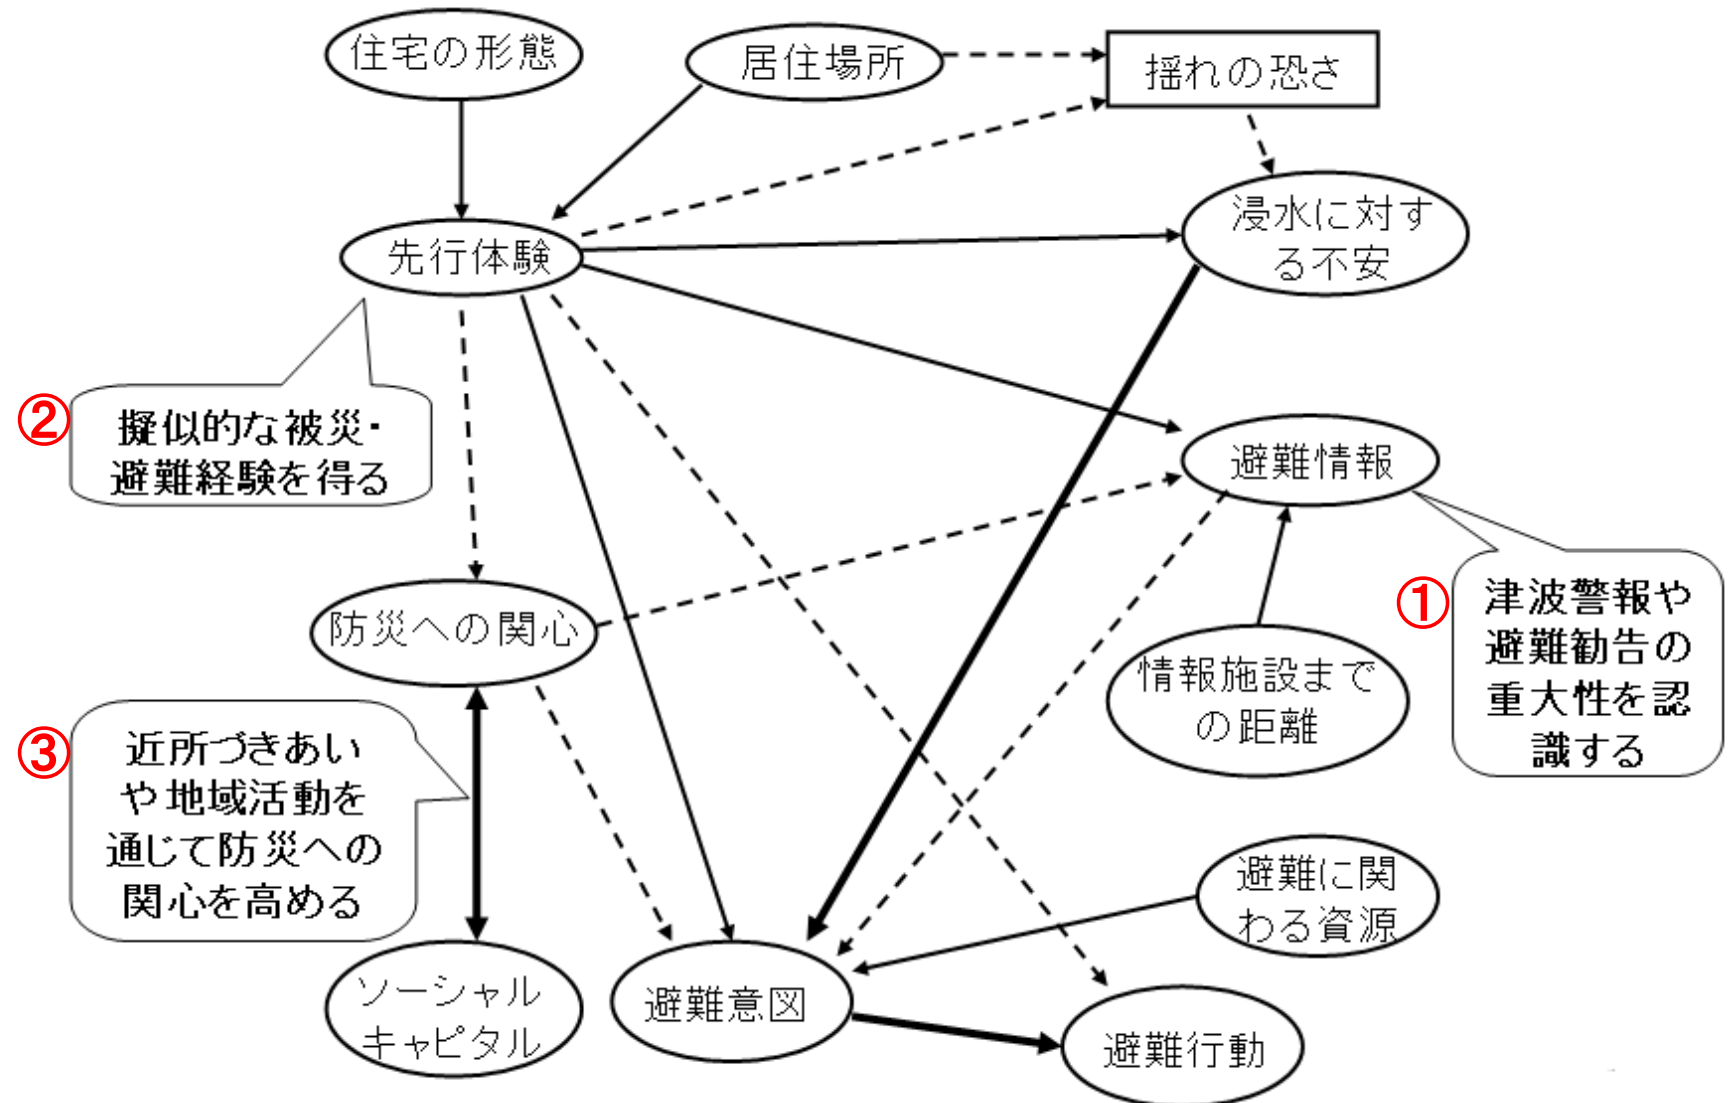 住宅の形態
居住場所
揺れの恐さ
先行体験
浸水に対す
る不安
②
擬似的な被災・
避難経験を得る
避難情報
①
津波警報や
避難勧告の
重大性を認
識する
防災への関心
情報施設まで
の距離
③
近所づきあい
や地域活動を
通じて防災への
関心を高める
避難に関
わる資源
ソーシャル
キャピタル
避難意図
避難行動